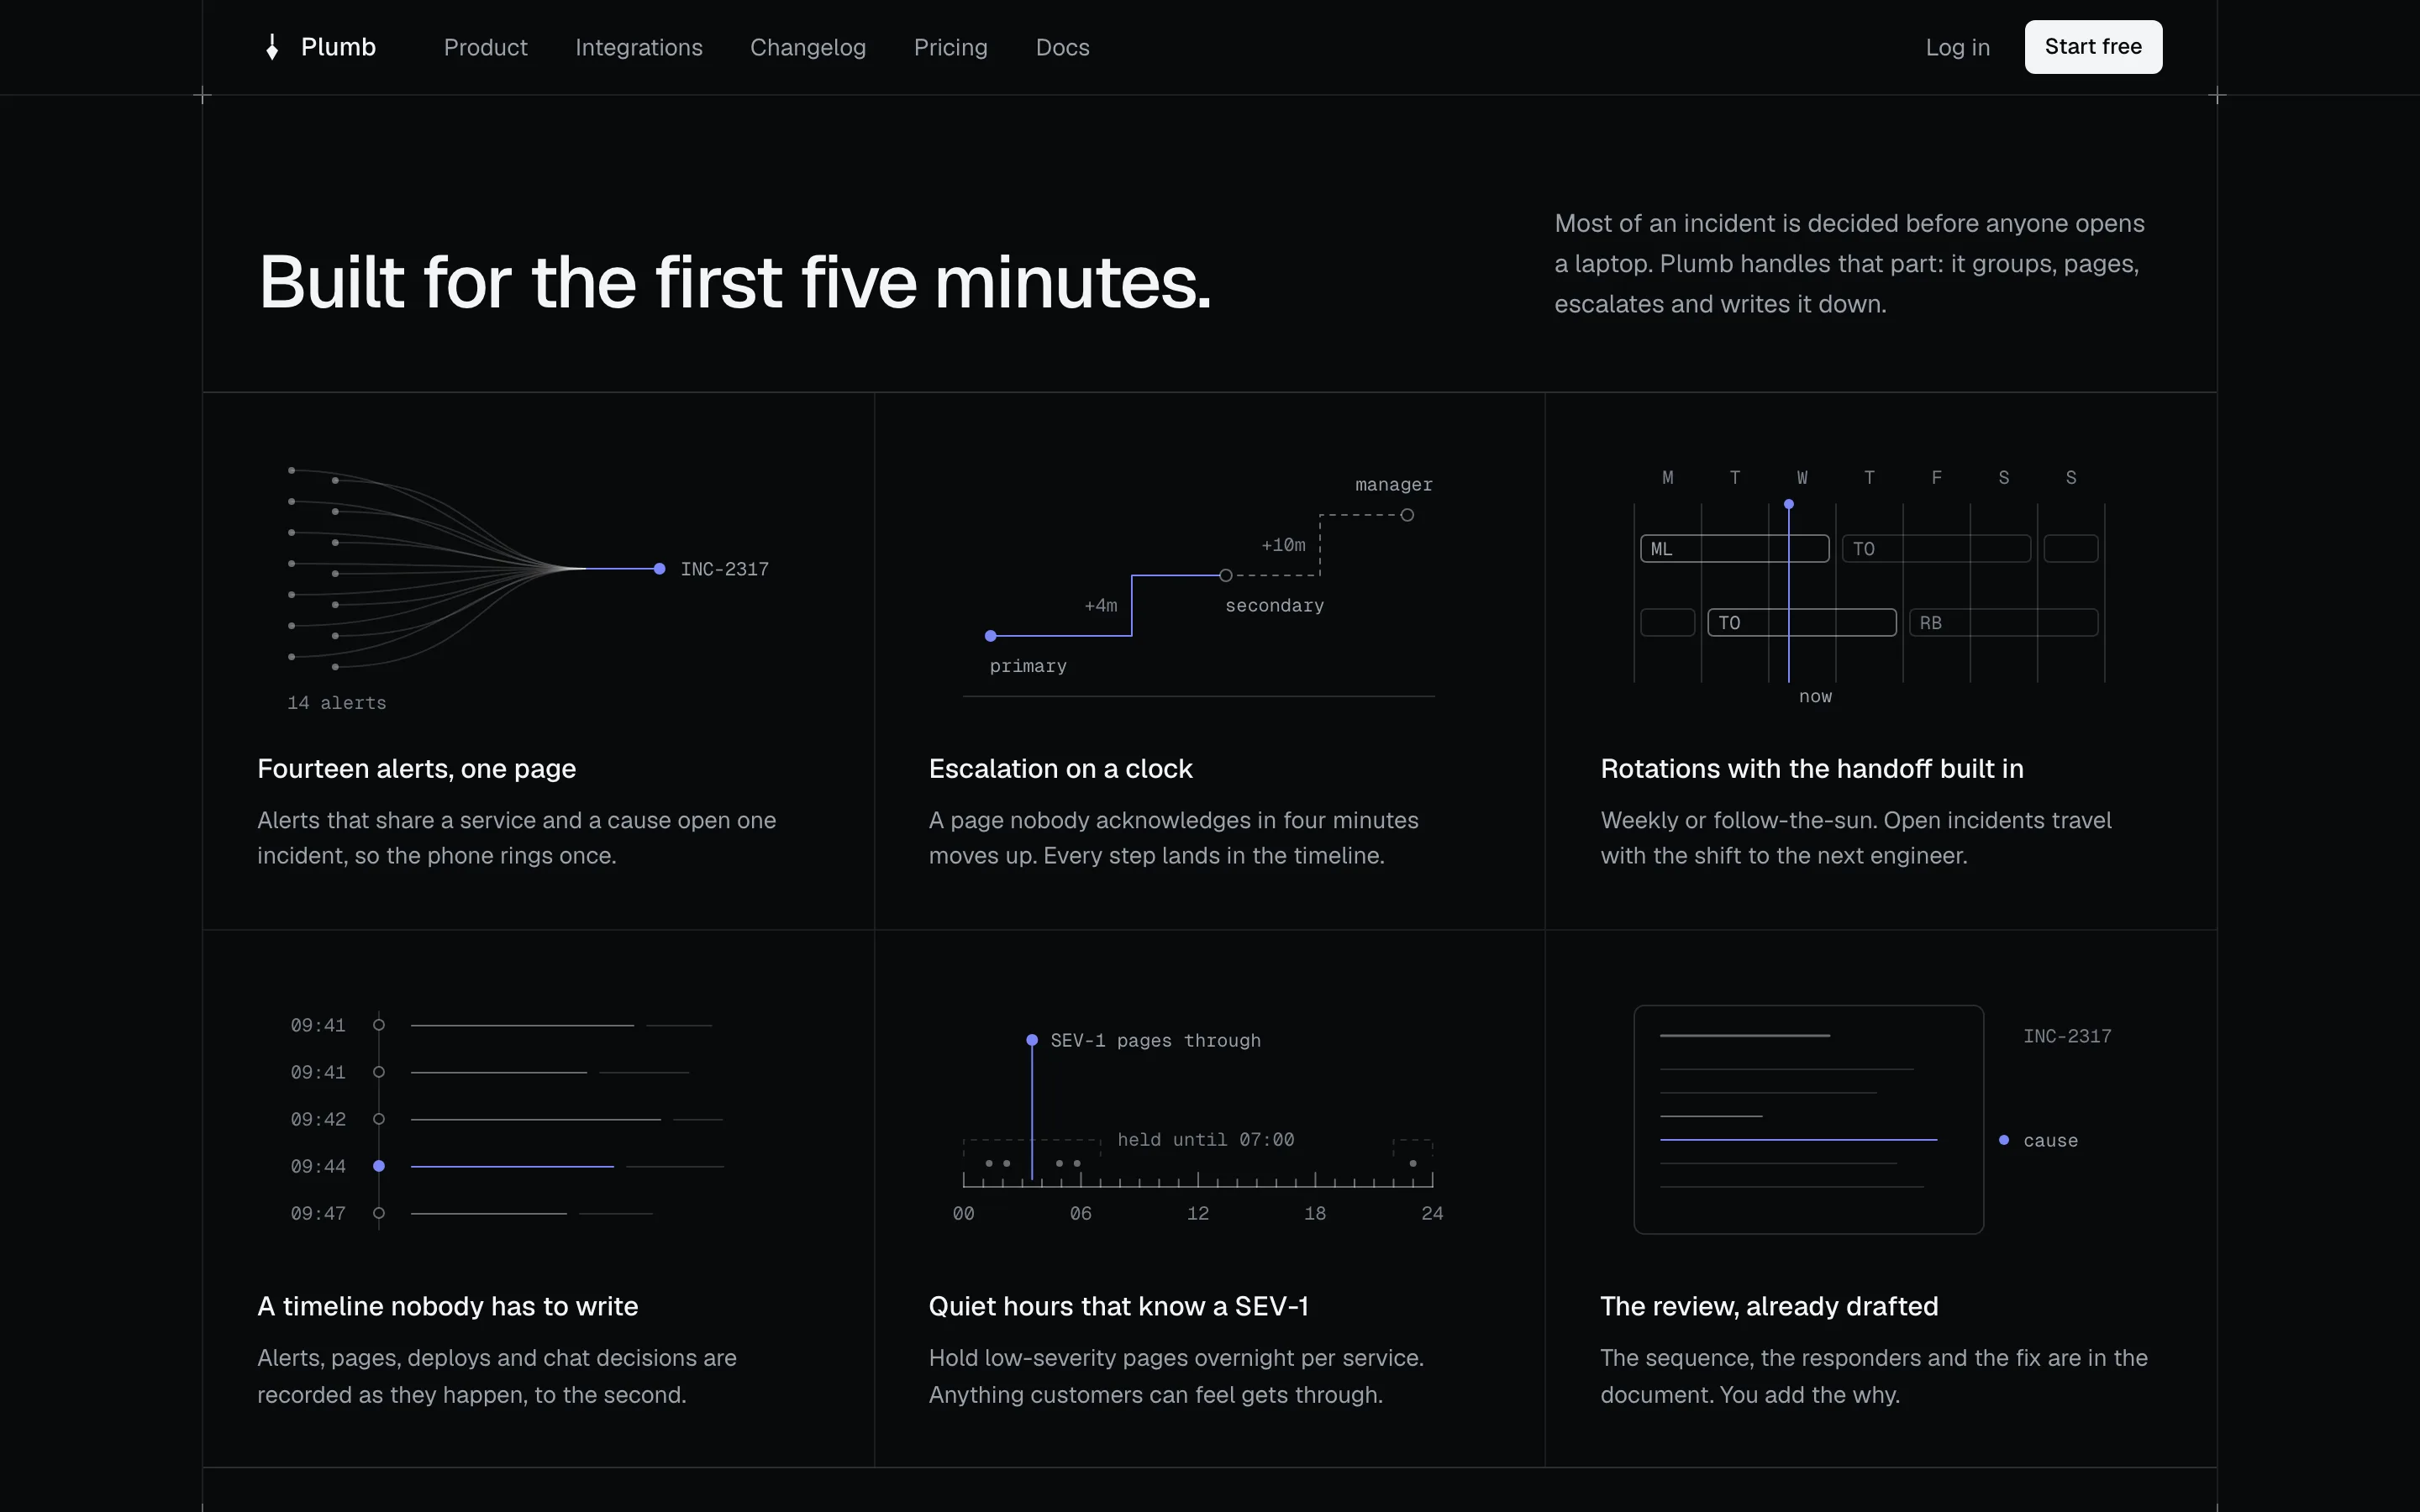 Plumb
Product
Integrations
Changelog
Pricing
Docs
Log in
Start free
Built for the first five minutes.
Most of an incident is decided before anyone opens
a laptop. Plumb handles that part: it groups, pages,
escalates and writes it down.
INC-2317
14 alerts
Fourteen alerts, one page
Alerts that share a service and a cause open one
incident, so the phone rings once.
manager
+10m
+4m
secondary
primary
Escalation on a clock
A page nobody acknowledges in four minutes
moves up. Every step lands in the timeline.
M T W T F S S
ML
TO
TO
RB
now
Rotations with the handoff built in
Weekly or follow-the-sun. Open incidents travel
with the shift to the next engineer.
09:41
09:41
09:42
09:44
09:47
A timeline nobody has to write
Alerts, pages, deploys and chat decisions are
recorded as they happen, to the second.
SEV-1 pages through
held until 07:00
00 06 12 18 24
Quiet hours that know a SEV-1
Hold low-severity pages overnight per service.
Anything customers can feel gets through.
INC-2317
cause
The review, already drafted
The sequence, the responders and the fix are in the
document. You add the why.